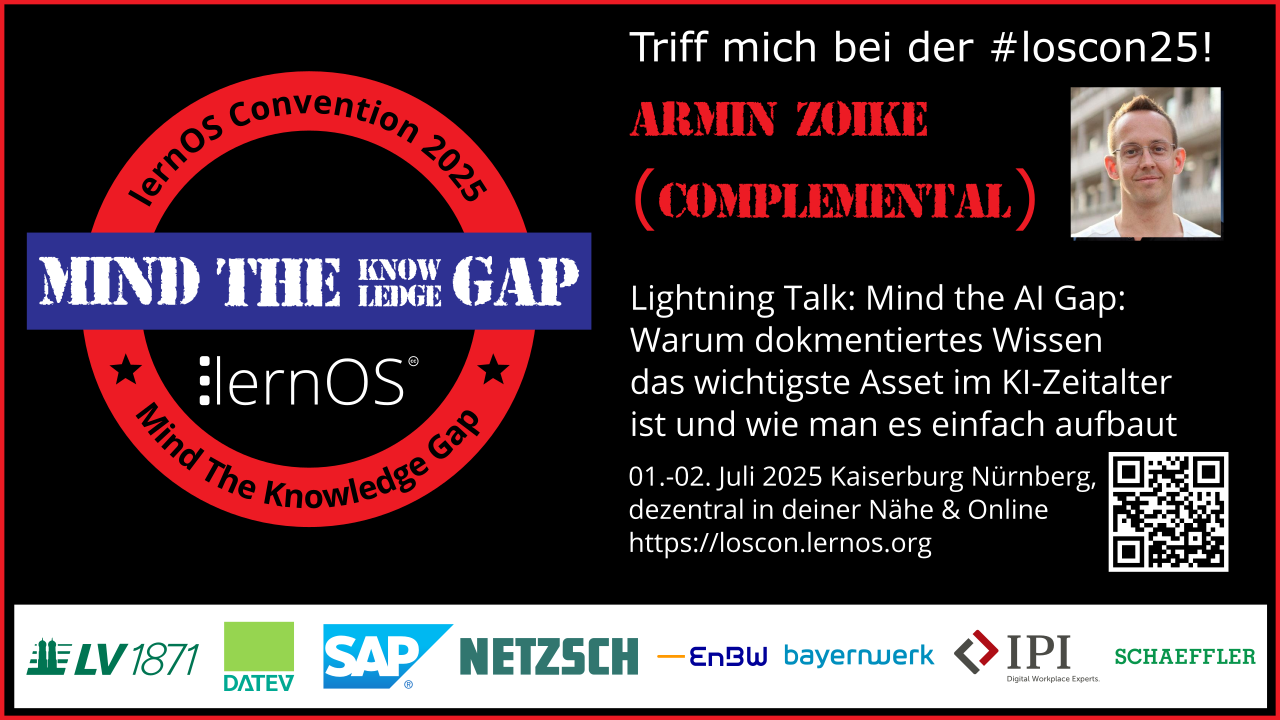 lernOS Convention 2025
MIND THE KNOW LEDGE GAP
lernOS
cc
Mind The Knowledge Gap
Triff mich bei der #loscon25!
ARMIN ZOIKE
(COMPLEMENTAL)
Lightning Talk: Mind the AI Gap:
Warum dokmentiertes Wissen
das wichtigste Asset im KI-Zeitalter
ist und wie man es einfach aufbaut
01.-02. Juli 2025 Kaiserburg Nürnberg,
dezentral in deiner Nähe & Online
https://loscon.lernos.org
LV 1871
DATEV
SAP®
NETZSCH
EnBW
bayernwerk
IPI
Digital Workplace Experts.
SCHAEFFLER